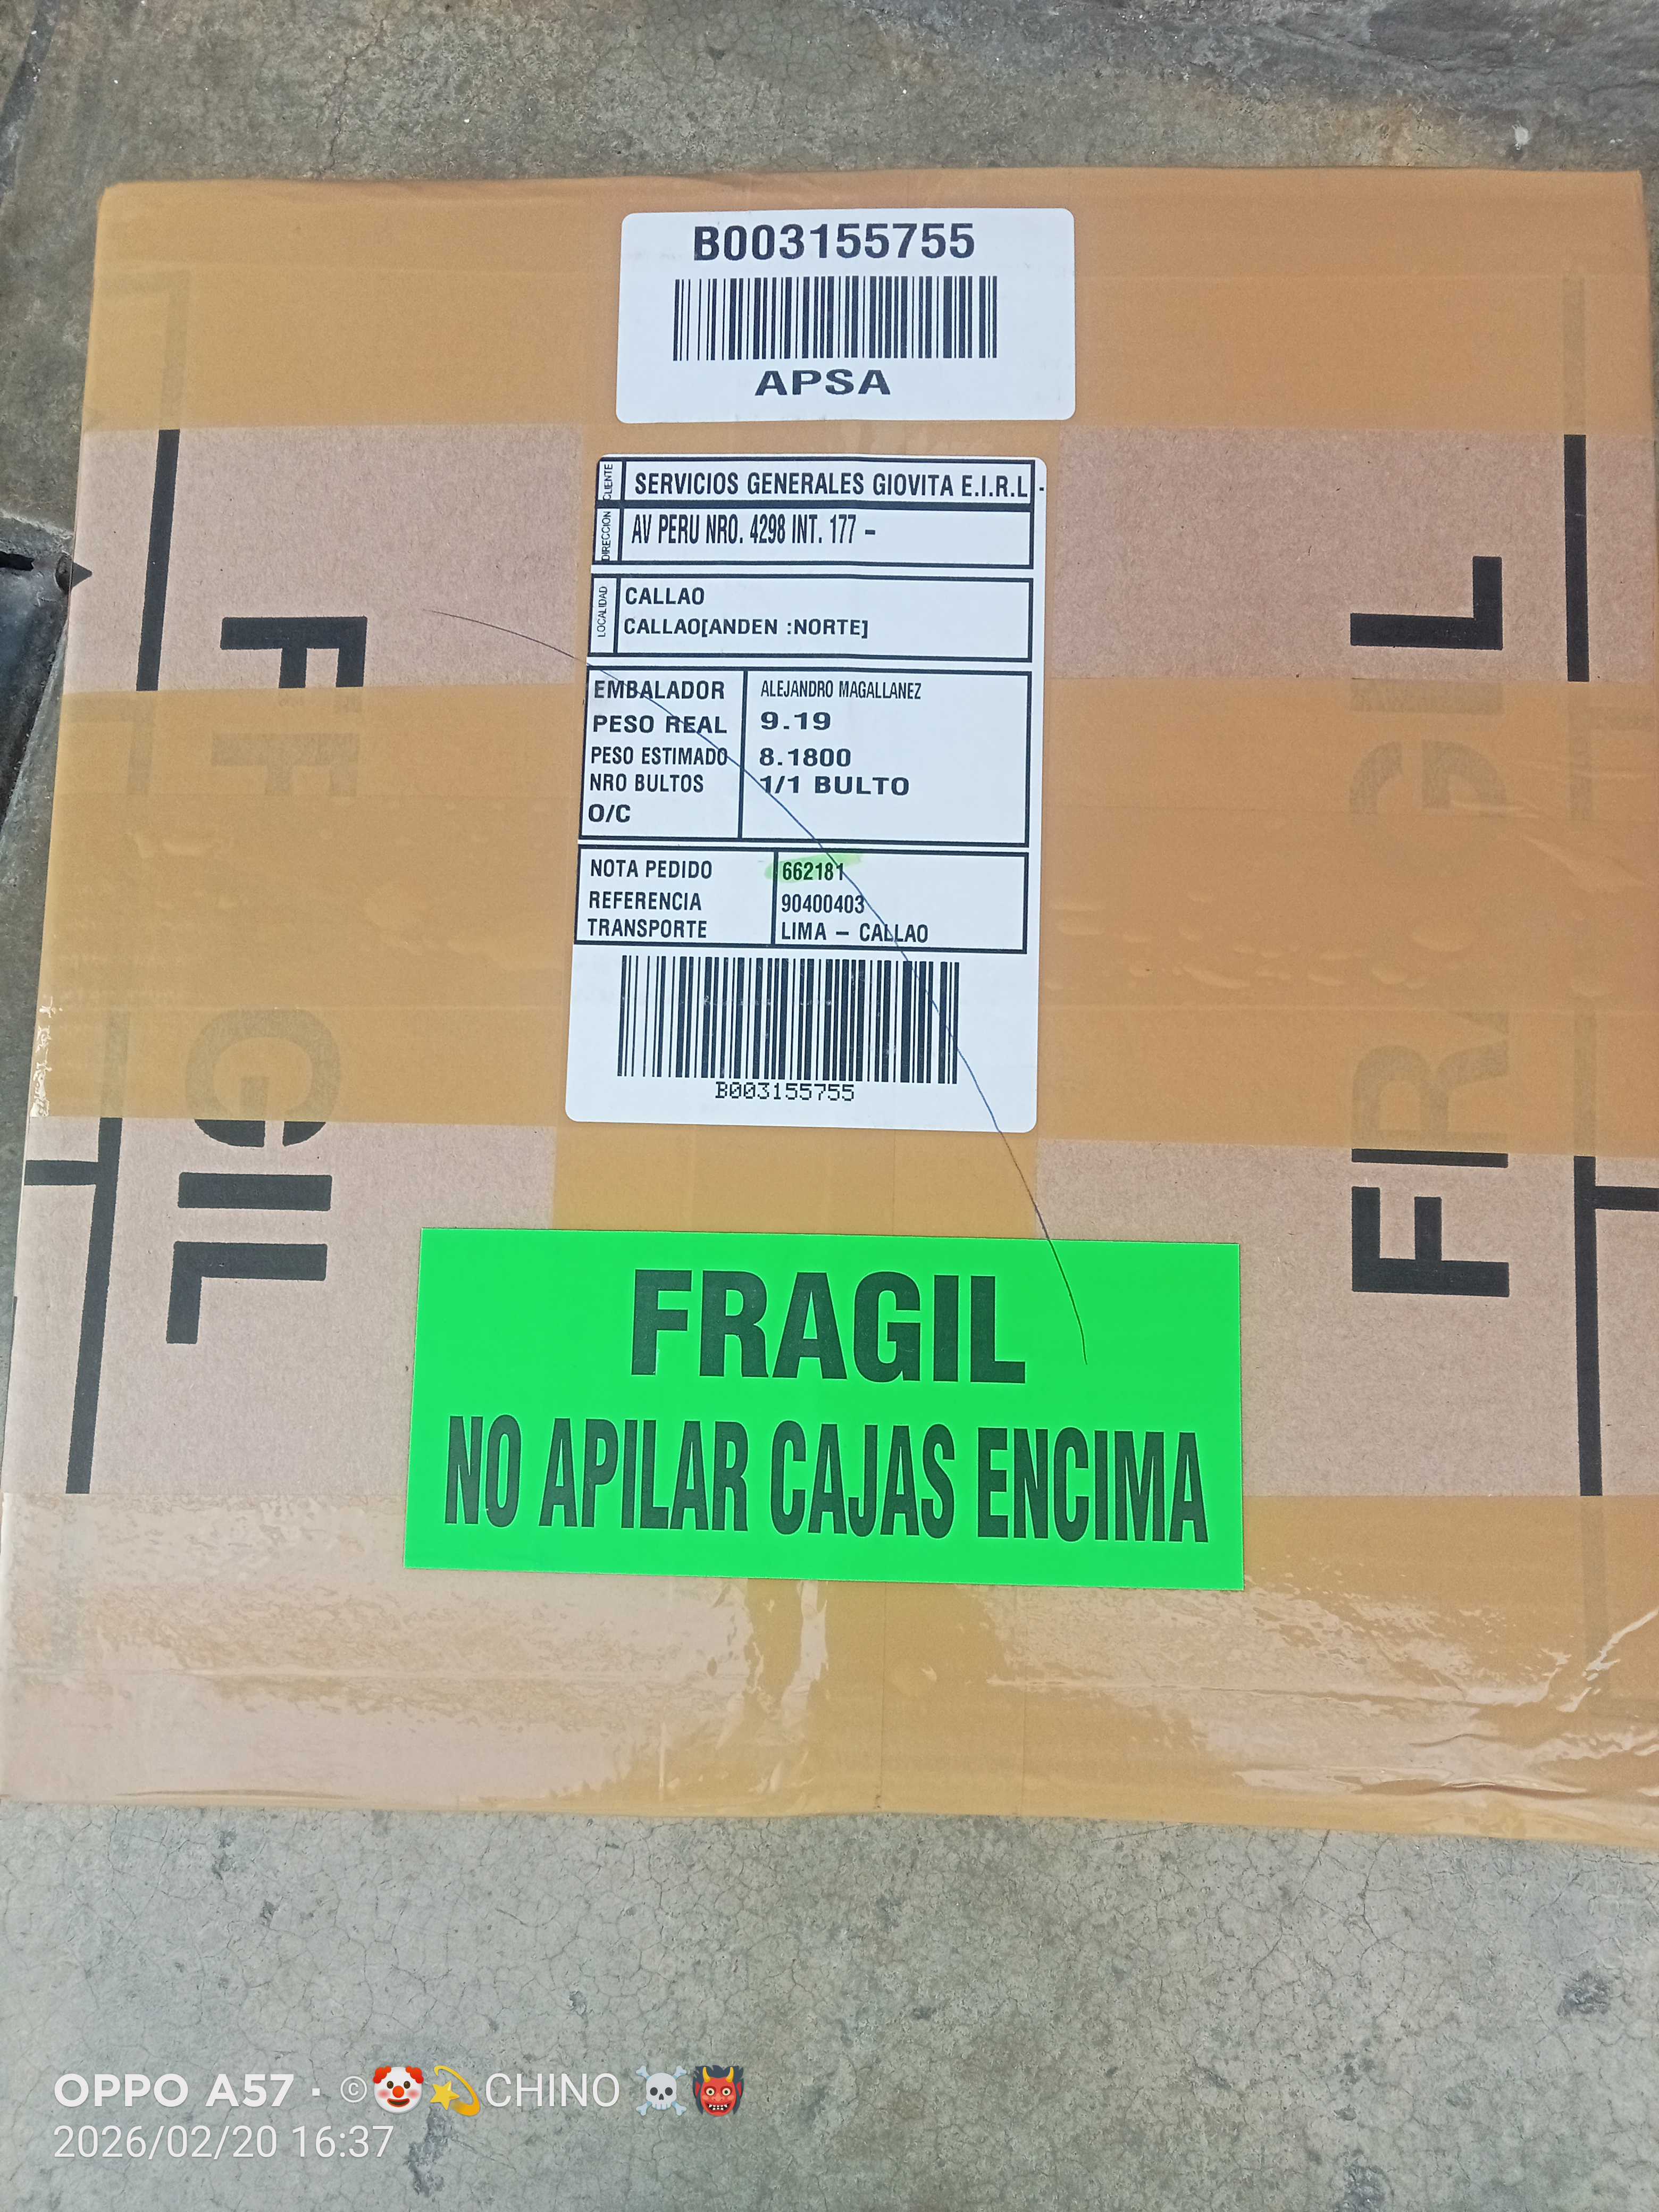 B003155755
APSA
CLIENTE
SERVICIOS GENERALES GIOVITA E.I.R.L.
DIRECCION
AV PERU NRO. 4298 INT. 177 -
LOCALIDAD
CALLAO
CALLAO[ANDEN :NORTE]
EMBALADOR ALEJANDRO MAGALLANEZ
PESO REAL 9.19
PESO ESTIMADO 8.1800
NRO BULTOS 1/1 BULTO
O/C
NOTA PEDIDO 662181
REFERENCIA 90400403
TRANSPORTE LIMA - CALLAO
B003155755
FRAGIL
FRAGIL
FRAGIL
NO APILAR CAJAS ENCIMA
OPPO A57 · ©🤡💫CHINO ☠️👹
2026/02/20 16:37